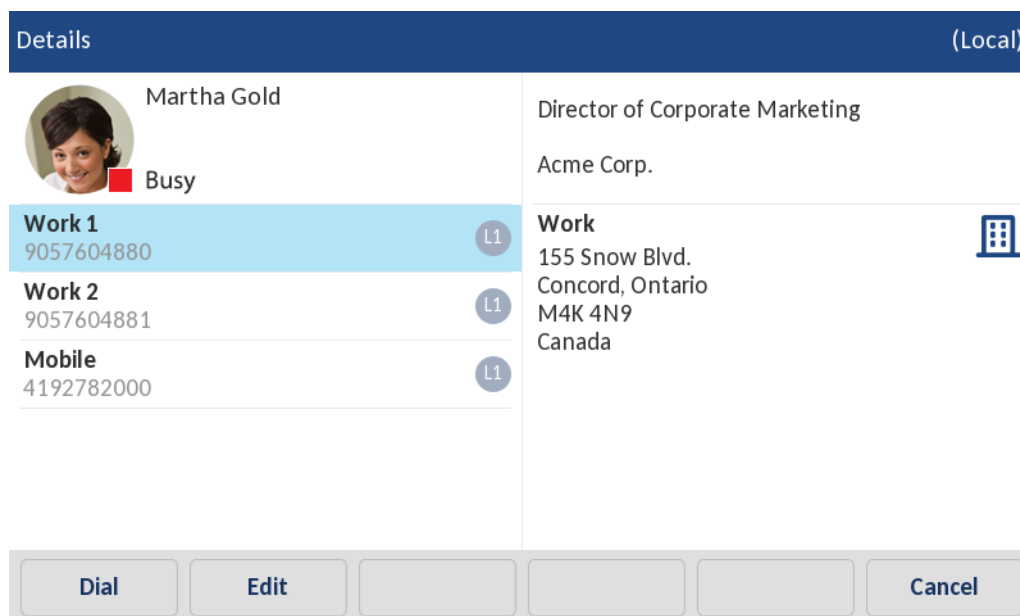 Details
(Local)
Martha Gold
Busy
Director of Corporate Marketing
Acme Corp.
Work 1
9057604880
L1
Work 2
9057604881
L1
Mobile
4192782000
L1
Work
155 Snow Blvd.
Concord, Ontario
M4K 4N9
Canada
Dial
Edit
Cancel